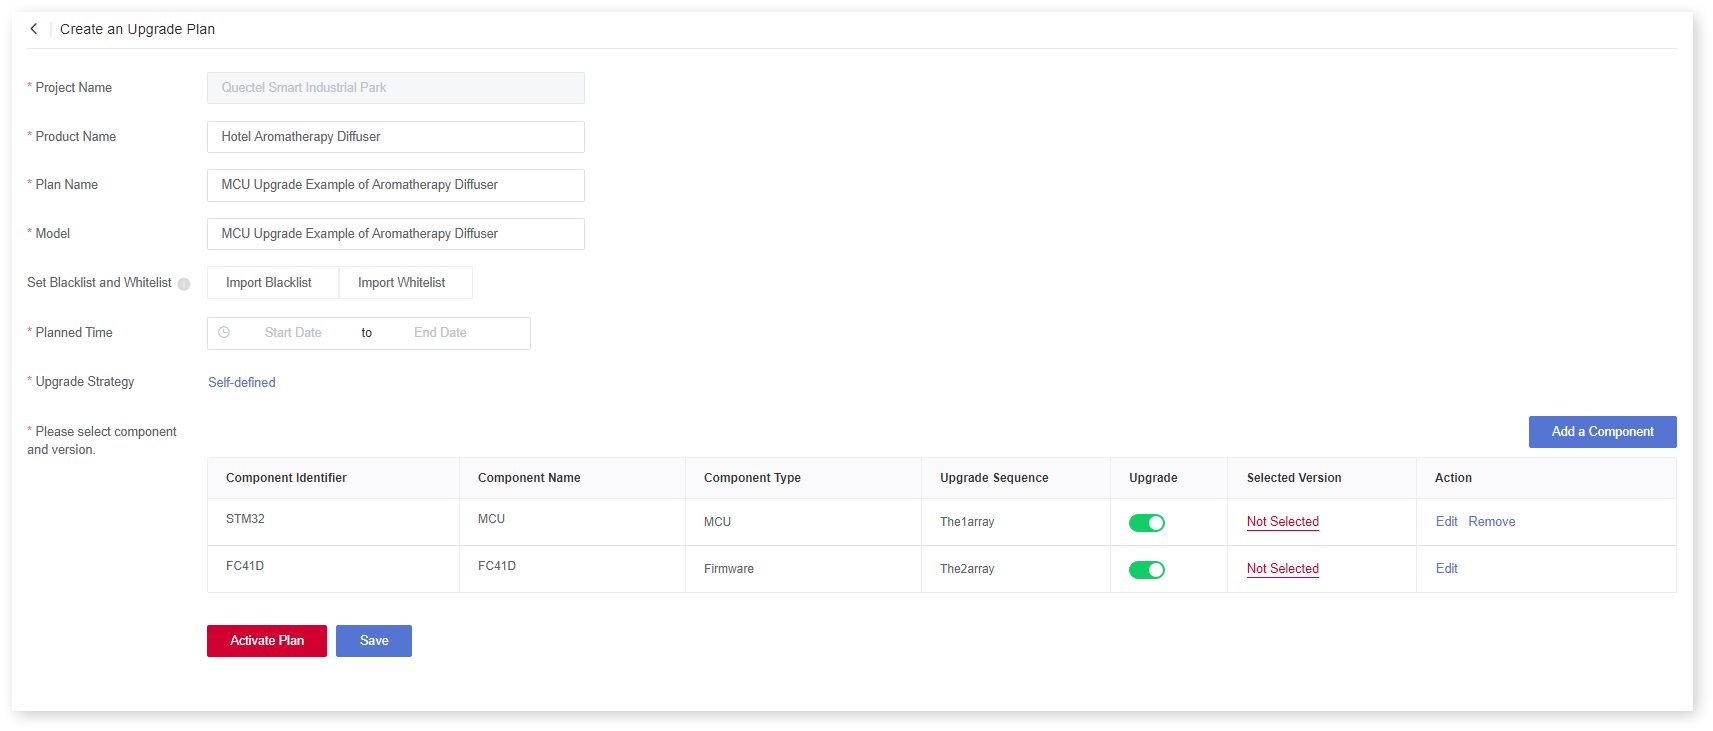 Create an Upgrade Plan
* Project Name
Quectel Smart Industrial Park
* Product Name
Hotel Aromatherapy Diffuser
* Plan Name
MCU Upgrade Example of Aromatherapy Diffuser
* Model
MCU Upgrade Example of Aromatherapy Diffuser
Set Blacklist and Whitelist
Import Blacklist
Import Whitelist
* Planned Time
Start Date to End Date
* Upgrade Strategy
Self-defined
* Please select component
and version.
Add a Component
Component Identifier Component Name Component Type Upgrade Sequence Upgrade Selected Version Action
STM32 MCU MCU The1array Not Selected Edit Remove
FC41D FC41D Firmware The2array Not Selected Edit
Activate Plan
Save